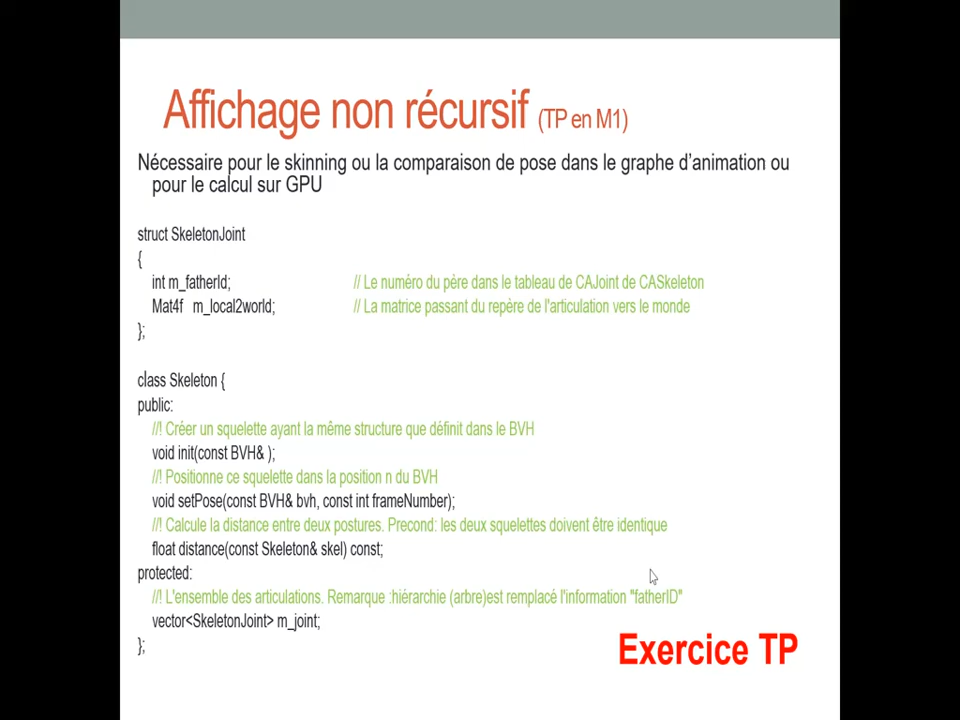 Affichage non récursif (TP en M1)
Nécessaire pour le skinning ou la comparaison de pose dans le graphe d’animation ou
pour le calcul sur GPU
struct SkeletonJoint
{
int m_fatherId; // Le numéro du père dans le tableau de CAJoint de CASkeleton
Mat4f m_local2world; // La matrice passant du repère de l'articulation vers le monde
};
class Skeleton {
public:
//! Créer un squelette ayant la même structure que définit dans le BVH
void init(const BVH& );
//! Positionne ce squelette dans la position n du BVH
void setPose(const BVH& bvh, const int frameNumber);
//! Calcule la distance entre deux postures. Precond: les deux squelettes doivent être identique
float distance(const Skeleton& skel) const;
protected:
//! L'ensemble des articulations. Remarque :hiérarchie (arbre)est remplacé l'information "fatherID"
vector<SkeletonJoint> m_joint;
};
Exercice TP